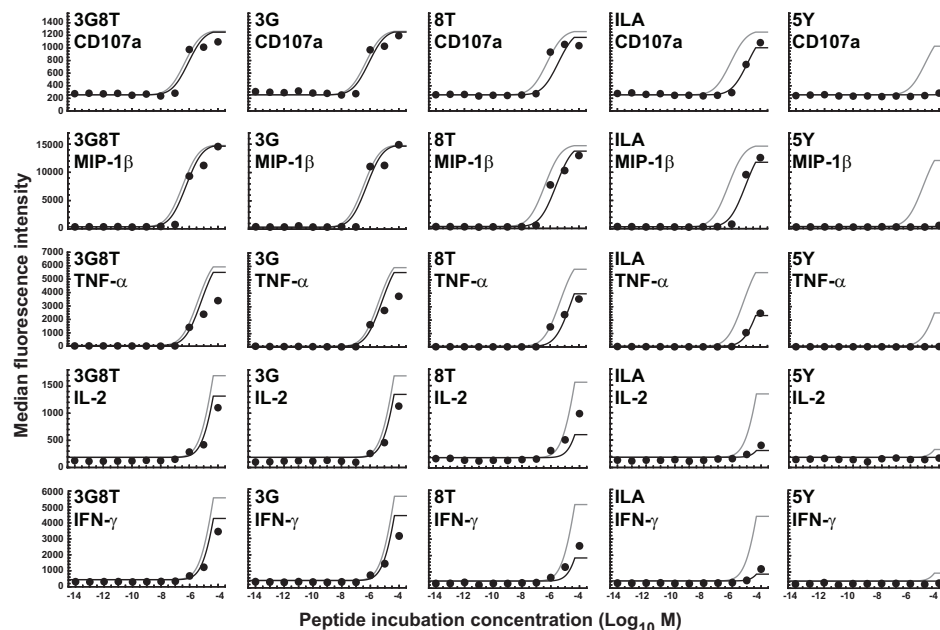 3G8T
CD107a
3G
CD107a
8T
CD107a
ILA
CD107a
5Y
CD107a
1400
1200
1000
800
600
400
200
0
3G8T
MIP-1β
3G
MIP-1β
8T
MIP-1β
ILA
MIP-1β
5Y
MIP-1β
15000
10000
5000
0
3G8T
TNF-α
3G
TNF-α
8T
TNF-α
ILA
TNF-α
5Y
TNF-α
7000
6000
5000
4000
3000
2000
1000
0
3G8T
IL-2
3G
IL-2
8T
IL-2
ILA
IL-2
5Y
IL-2
1500
1000
500
0
3G8T
IFN-γ
3G
IFN-γ
8T
IFN-γ
ILA
IFN-γ
5Y
IFN-γ
6000
5000
4000
3000
2000
1000
0
-14 -12 -10 -8 -6 -4
-14 -12 -10 -8 -6 -4
-14 -12 -10 -8 -6 -4
-14 -12 -10 -8 -6 -4
-14 -12 -10 -8 -6 -4
Median fluorescence intensity
Peptide incubation concentration (Log10 M)